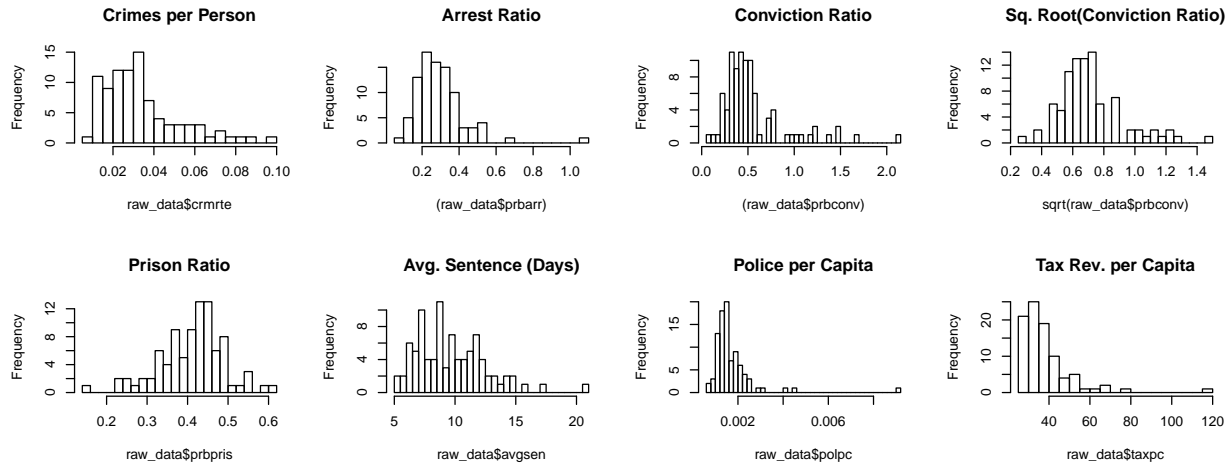 Crimes per Person
Frequency
0 5 10 15
0.02 0.04 0.06 0.08 0.10
raw_data$crmrte
Arrest Ratio
Frequency
0 5 10 15
0.2 0.4 0.6 0.8 1.0
(raw_data$prbarr)
Conviction Ratio
Frequency
0 2 4 8
0.0 0.5 1.0 1.5 2.0
(raw_data$prbconv)
Sq. Root(Conviction Ratio)
Frequency
0 4 8 12
0.2 0.4 0.6 0.8 1.0 1.2 1.4
sqrt(raw_data$prbconv)
Prison Ratio
Frequency
0 2 4 8 12
0.2 0.3 0.4 0.5 0.6
raw_data$prbpris
Avg. Sentence (Days)
Frequency
0 4 8
5 10 15 20
raw_data$avgsen
Police per Capita
Frequency
0 5 15
0.002 0.006
raw_data$polpc
Tax Rev. per Capita
Frequency
0 10 20
40 60 80 100 120
raw_data$taxpc